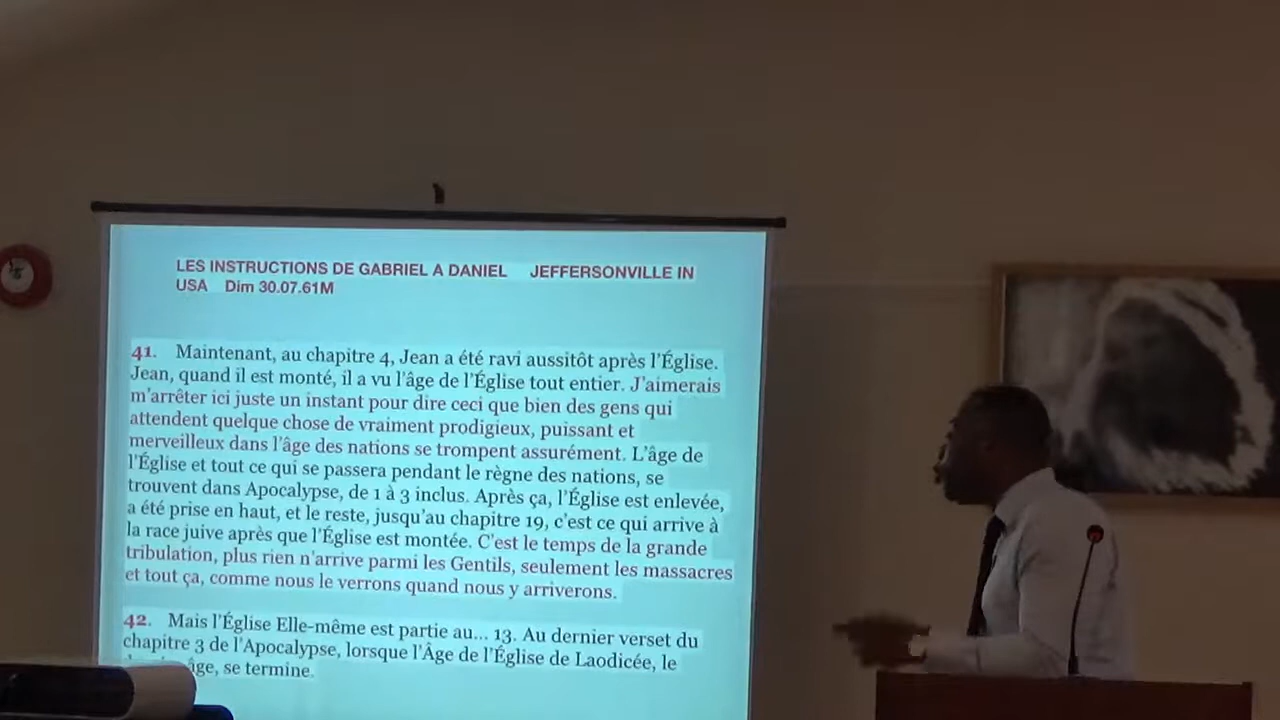 LES INSTRUCTIONS DE GABRIEL A DANIEL JEFFERSONVILLE IN
USA Dim 30.07.61M
41. Maintenant, au chapitre 4, Jean a été ravi aussitôt après l'Église.
Jean, quand il est monté, il a vu l'âge de l'Église tout entier. J'aimerais
m'arrêter ici juste un instant pour dire ceci que bien des gens qui
attendent quelque chose de vraiment prodigieux, puissant et
merveilleux dans l'âge des nations se trompent assurément. L'âge de
l'Église et tout ce qui se passera pendant le règne des nations, se
trouvent dans Apocalypse, de 1 à 3 inclus. Après ça, l'Église est enlevée,
a été prise en haut, et le reste, jusqu'au chapitre 19, c'est ce qui arrive à
la race juive après que l'Église est montée. C'est le temps de la grande
tribulation, plus rien n'arrive parmi les Gentils, seulement les massacres
et tout ça, comme nous le verrons quand nous y arriverons.
42. Mais l'Église Elle-même est partie au... 13. Au dernier verset du
chapitre 3 de l'Apocalypse, lorsque l'Âge de l'Église de Laodicée, le
âge, se termine.